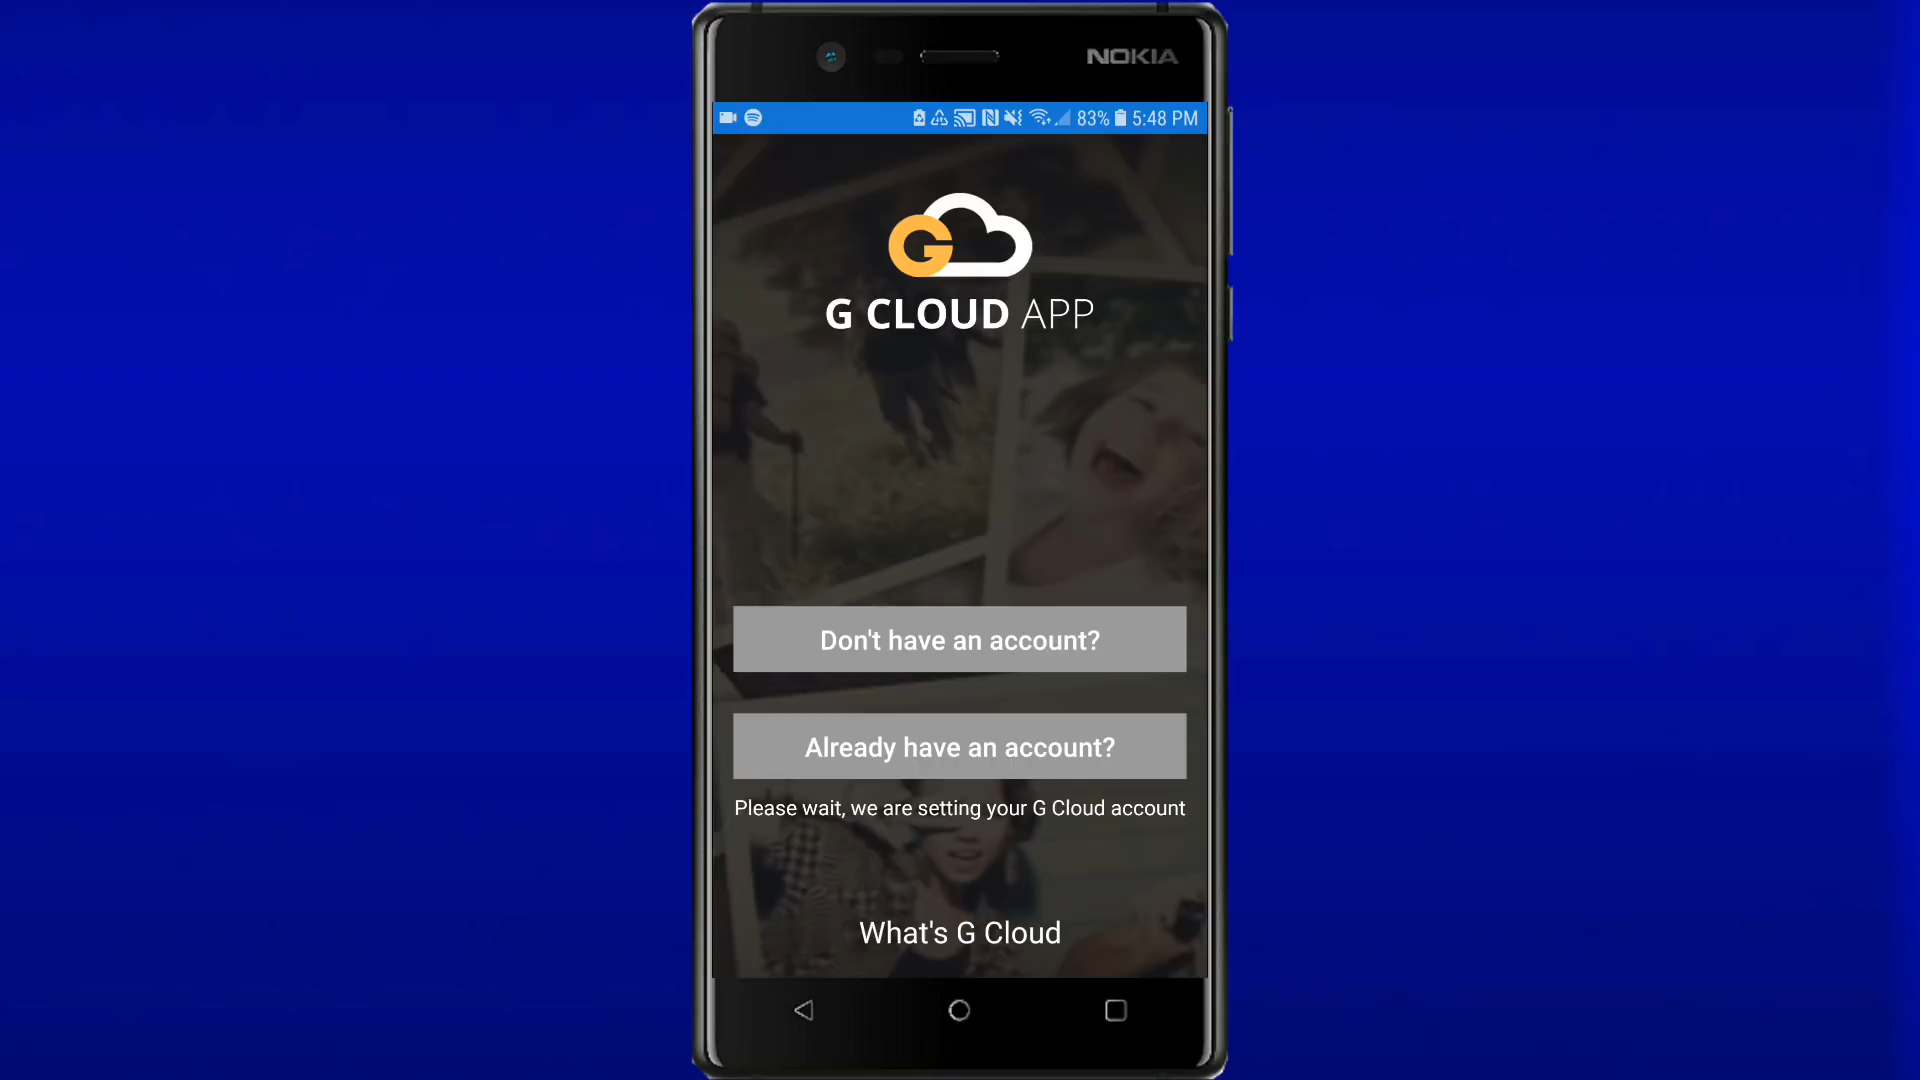 NOKIA
83% 5:48 PM
G
G CLOUD APP
Don't have an account?
Already have an account?
Please wait, we are setting your G Cloud account
What's G Cloud